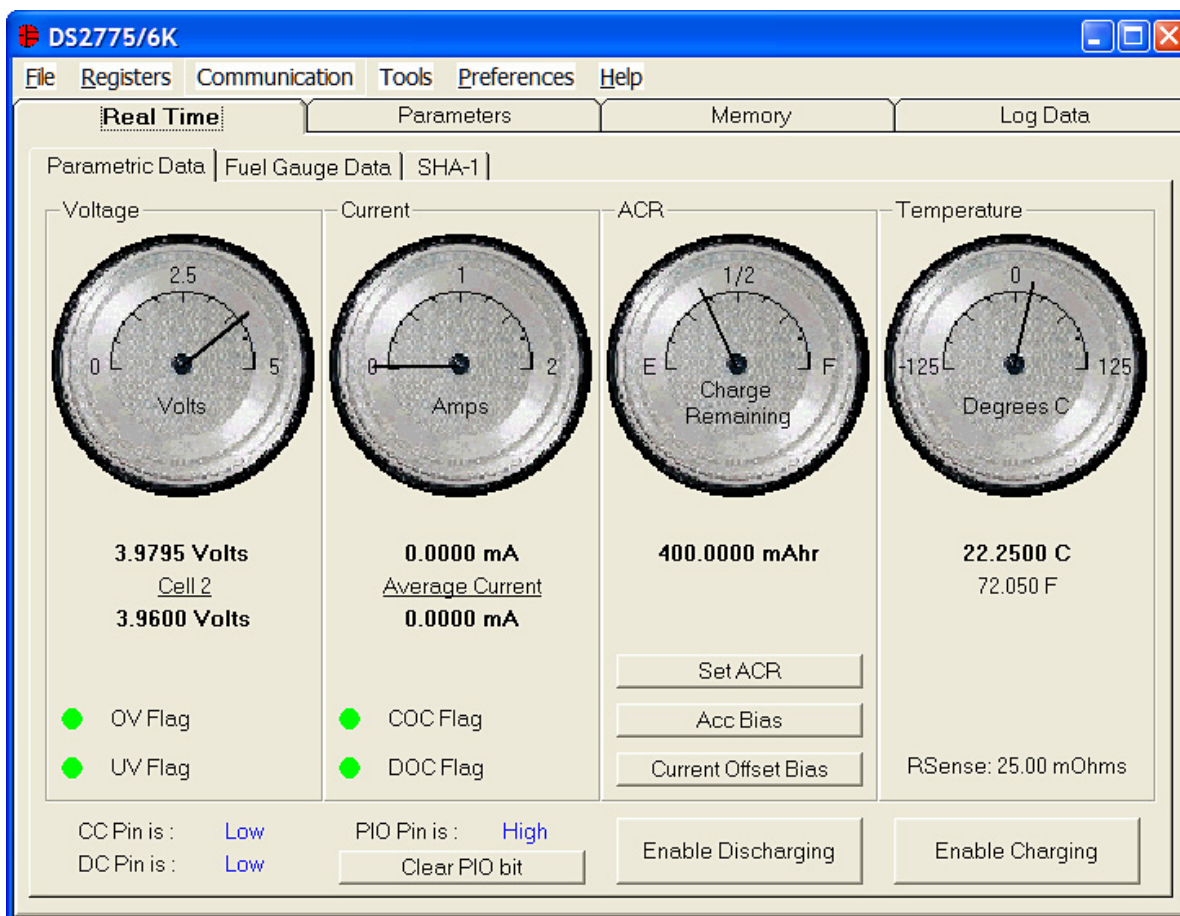 DS2775/6K
File Registers Communication Tools Preferences Help
Real Time Parameters Memory Log Data
Parametric Data Fuel Gauge Data SHA-1
Voltage
2.5
0 5
Volts
3.9795 Volts
Cell 2
3.9600 Volts
OV Flag
UV Flag
Current
1
0 2
Amps
0.0000 mA
Average Current
0.0000 mA
COC Flag
DOC Flag
ACR
1/2
E F
Charge
Remaining
400.0000 mAhr
Set ACR
Acc Bias
Current Offset Bias
Temperature
0
-125 125
Degrees C
22.2500 C
72.050 F
RSense: 25.00 mOhms
CC Pin is : Low
DC Pin is : Low
PIO Pin is : High
Clear PIO bit
Enable Discharging
Enable Charging